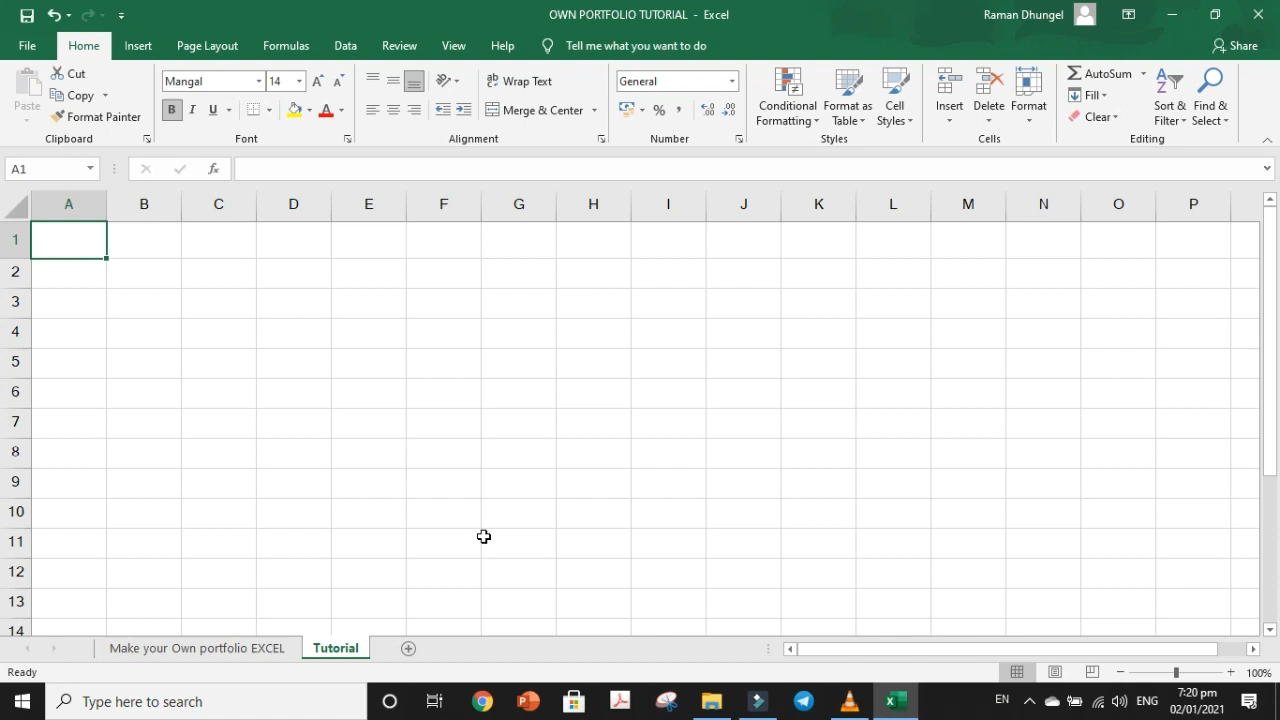 OWN PORTFOLIO TUTORIAL - Excel
Raman Dhungel
File Home Insert Page Layout Formulas Data Review View Help Tell me what you want to do Share
Paste
Cut
Copy
Format Painter
Clipboard
Mangal 14
B I U
Font
Wrap Text
Merge & Center
Alignment
General
Number
Conditional Formatting
Format as Table
Cell Styles
Styles
Insert
Delete
Format
Cells
AutoSum
Fill
Clear
Sort & Filter
Find & Select
Editing
A1
fx
A B C D E F G H I J K L M N O P
1
2
3
4
5
6
7
8
9
10
11
12
13
14
Make your Own portfolio EXCEL Tutorial
Ready
100%
Type here to search
EN
ENG
7:20 pm
02/01/2021